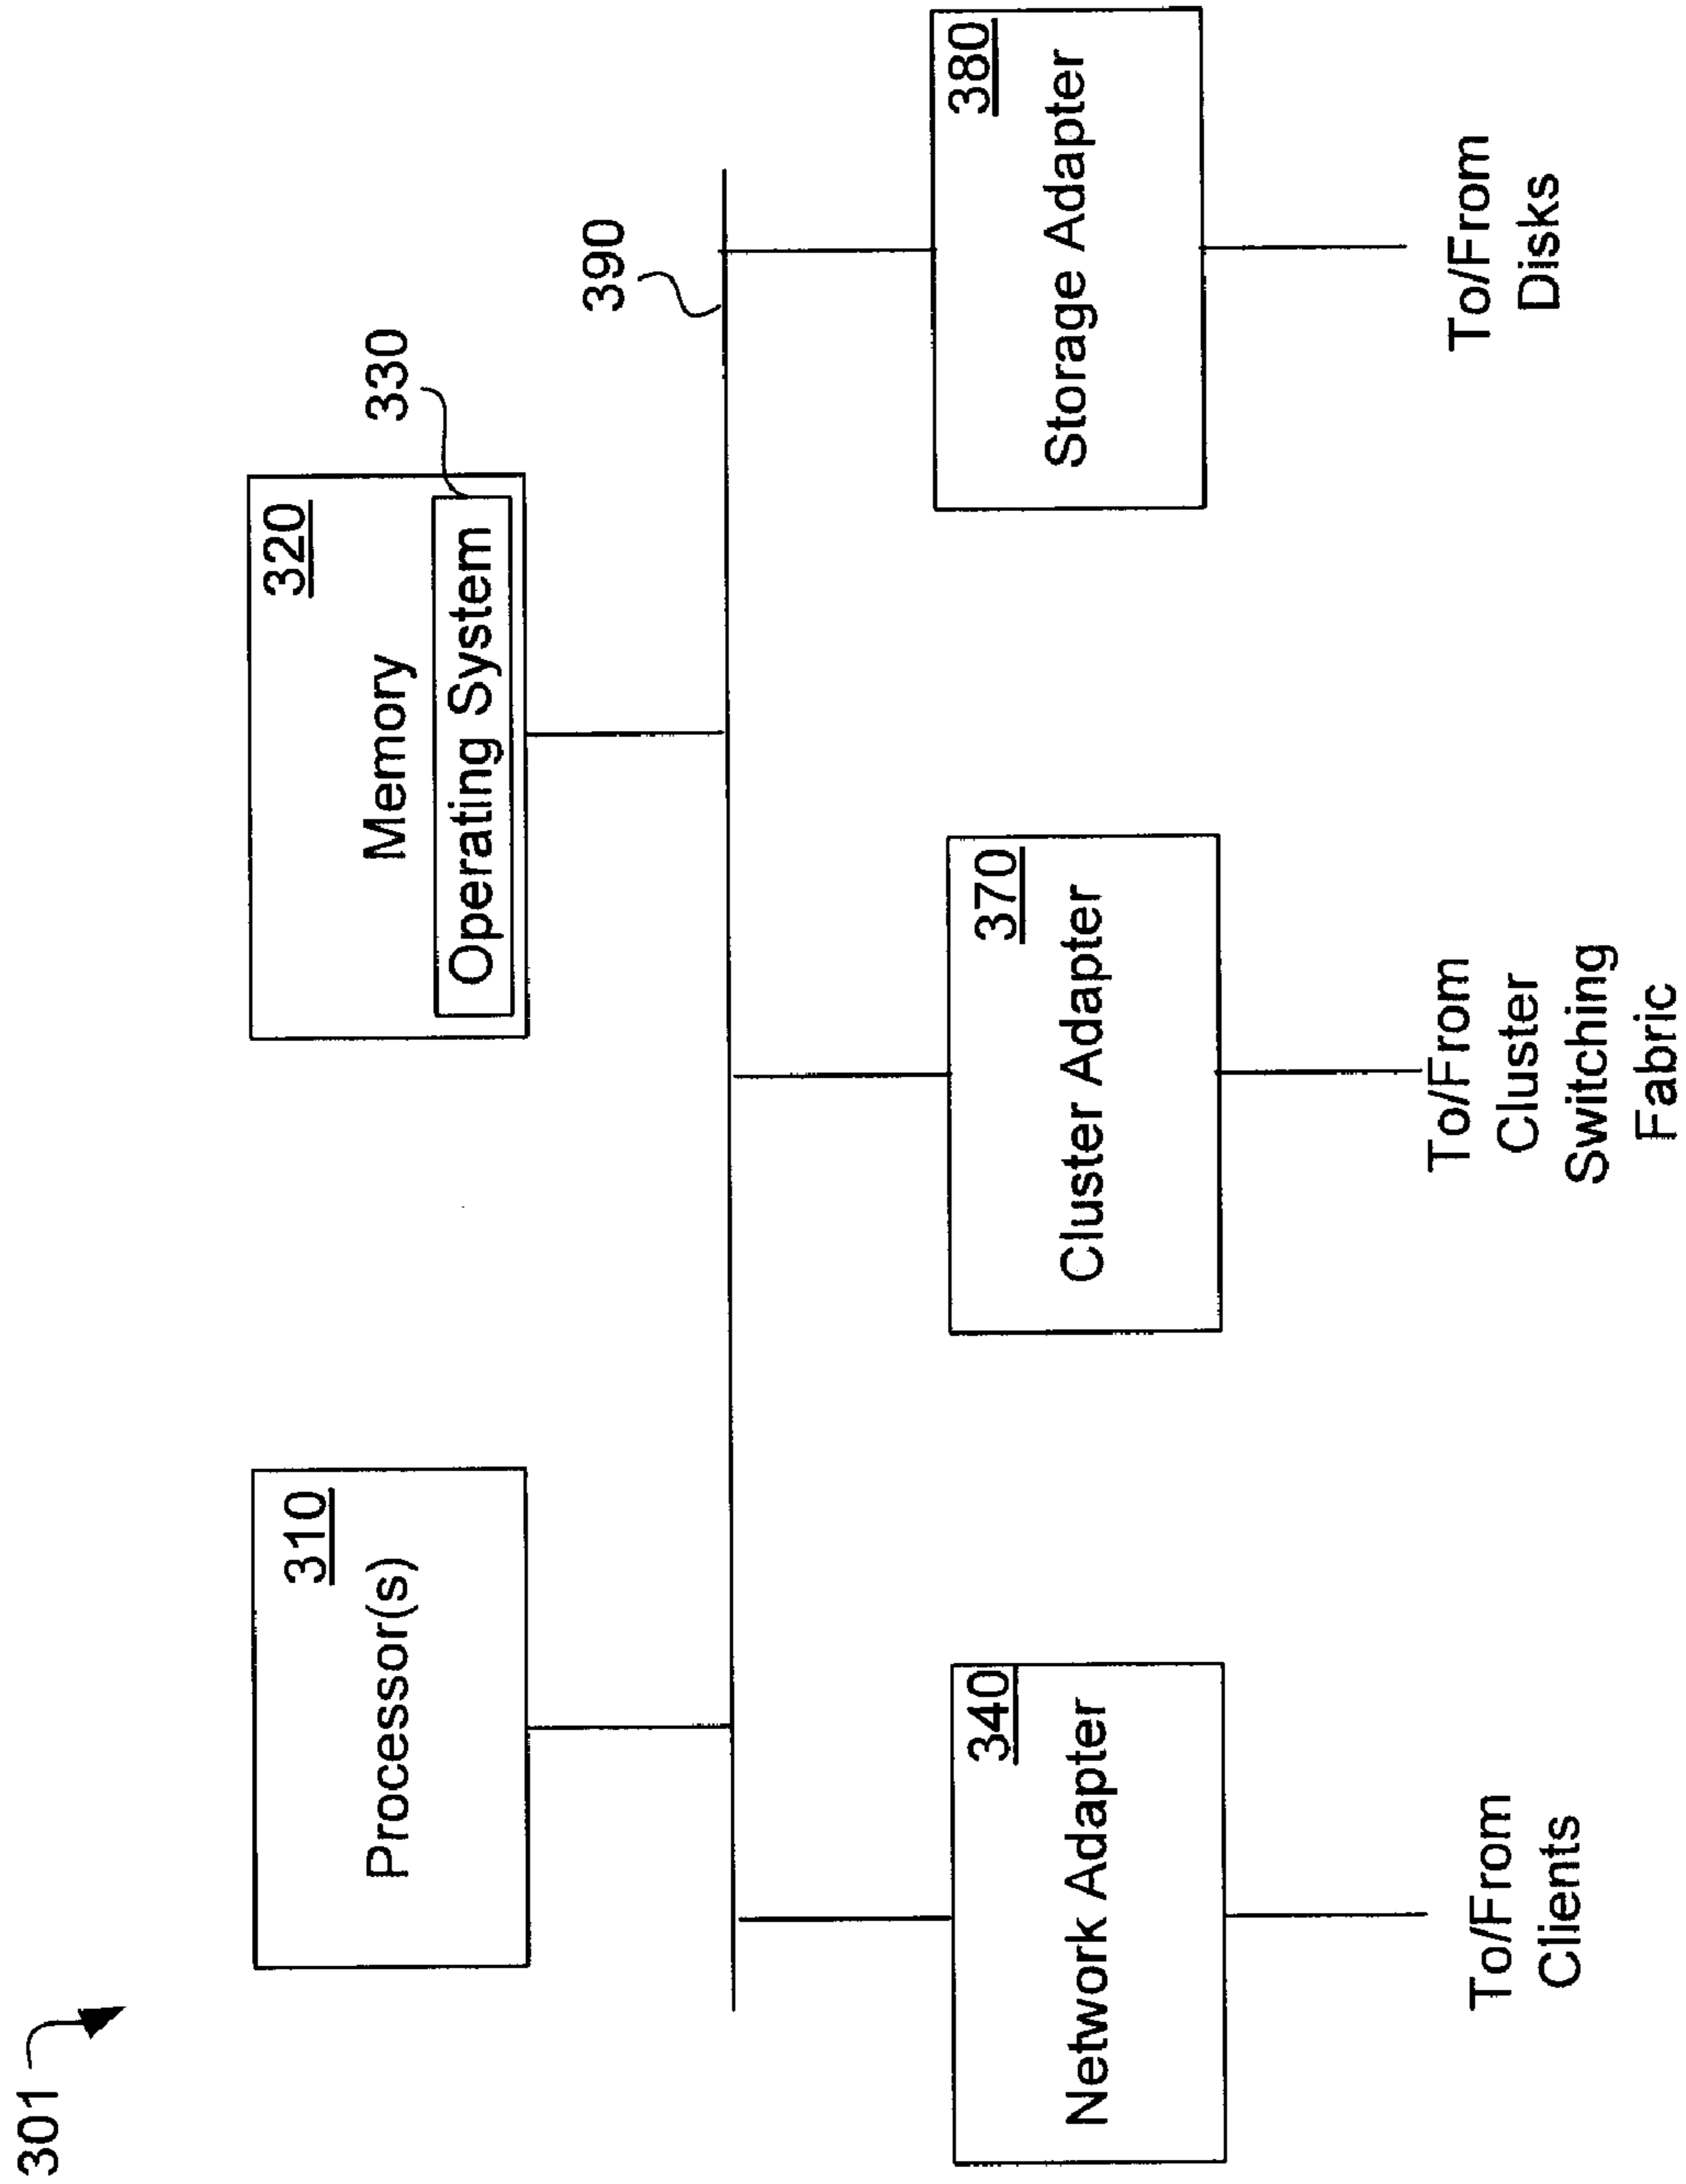 301
310
Processor(s)
320
Memory
Operating System
330
390
340
Network Adapter
370
Cluster Adapter
380
Storage Adapter
To/From
Clients
To/From
Cluster
Switching
Fabric
To/From
Disks